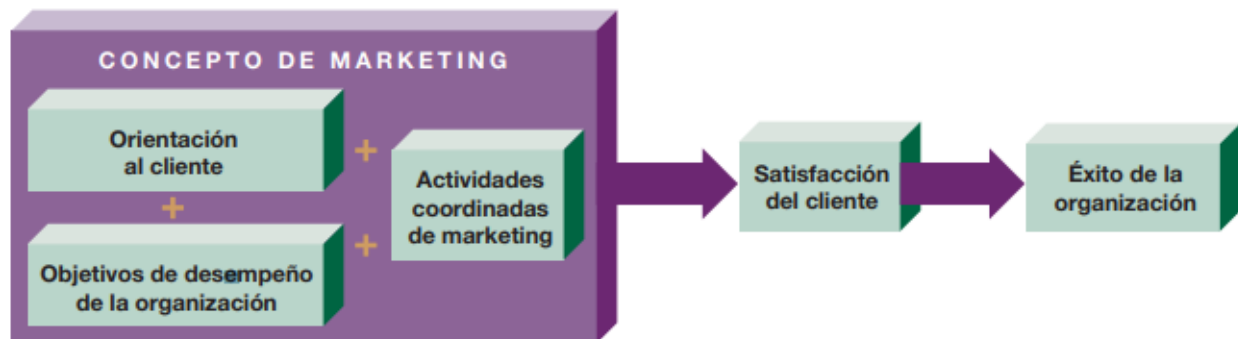 CONCEPTO DE MARKETING
Orientación
al cliente
+
+
Objetivos de desempeño
de la organización
+
Actividades
coordinadas
de marketing
Satisfacción
del cliente
Éxito de la
organización